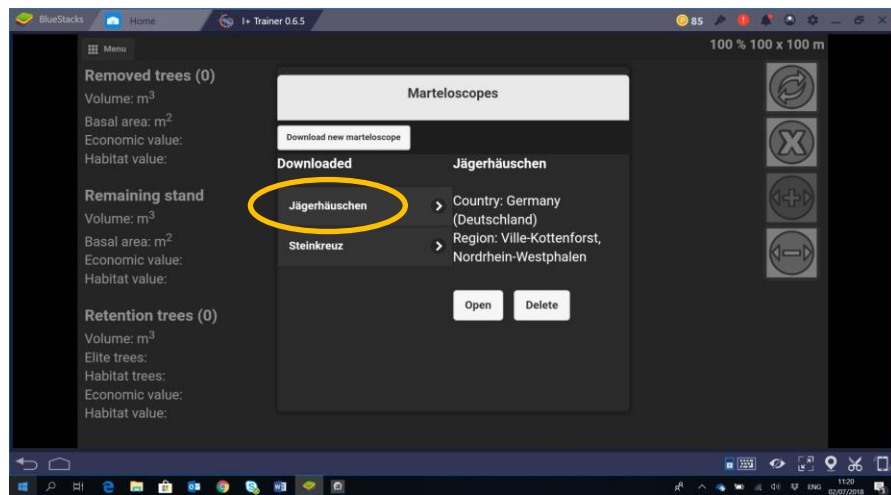 BlueStacks Home I+ Trainer 0.6.5 85
Menu 100 % 100 x 100 m
Removed trees (0)
Volume: m³
Basal area: m²
Economic value:
Habitat value:
Remaining stand
Volume: m³
Basal area: m²
Economic value:
Habitat value:
Retention trees (0)
Volume: m³
Elite trees:
Habitat trees:
Economic value:
Habitat value:
Marteloscopes
Download new marteloscope
Downloaded
Jägerhäuschen
Steinkreuz
Jägerhäuschen
Country: Germany
(Deutschland)
Region: Ville-Kottenforst,
Nordrhein-Westphalen
Open Delete
ENG 11:20
02/07/2018